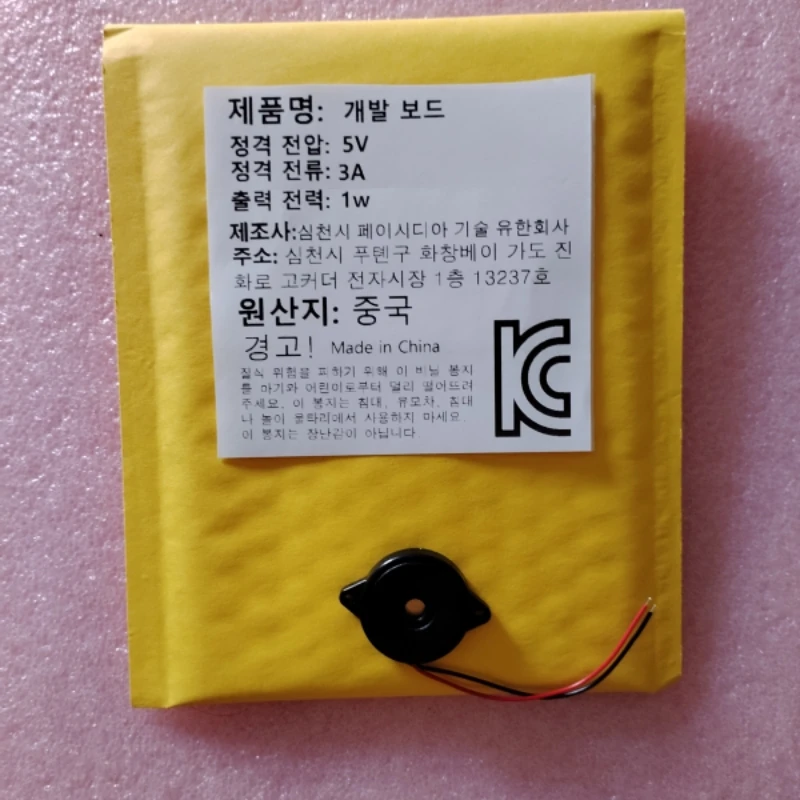 제품명: 개발 보드
정격 전압: 5V
정격 전류: 3A
출력 전력: 1w
제조사:심천시 페이시디아 기술 유한회사
주소: 심천시 푸톈구 화창베이 가도 진
화로 고커더 전자시장 1층 13237호
원산지: 중국
경고! Made in China
질식 위험을 피하기 위해 이 비닐 봉지
를 아기와 어린이로부터 멀리 떨어뜨려
주세요. 이 봉지는 침대, 유모차, 침대
나 놀이 울타리에서 사용하지 마세요.
이 봉지는 장난감이 아닙니다.
KC